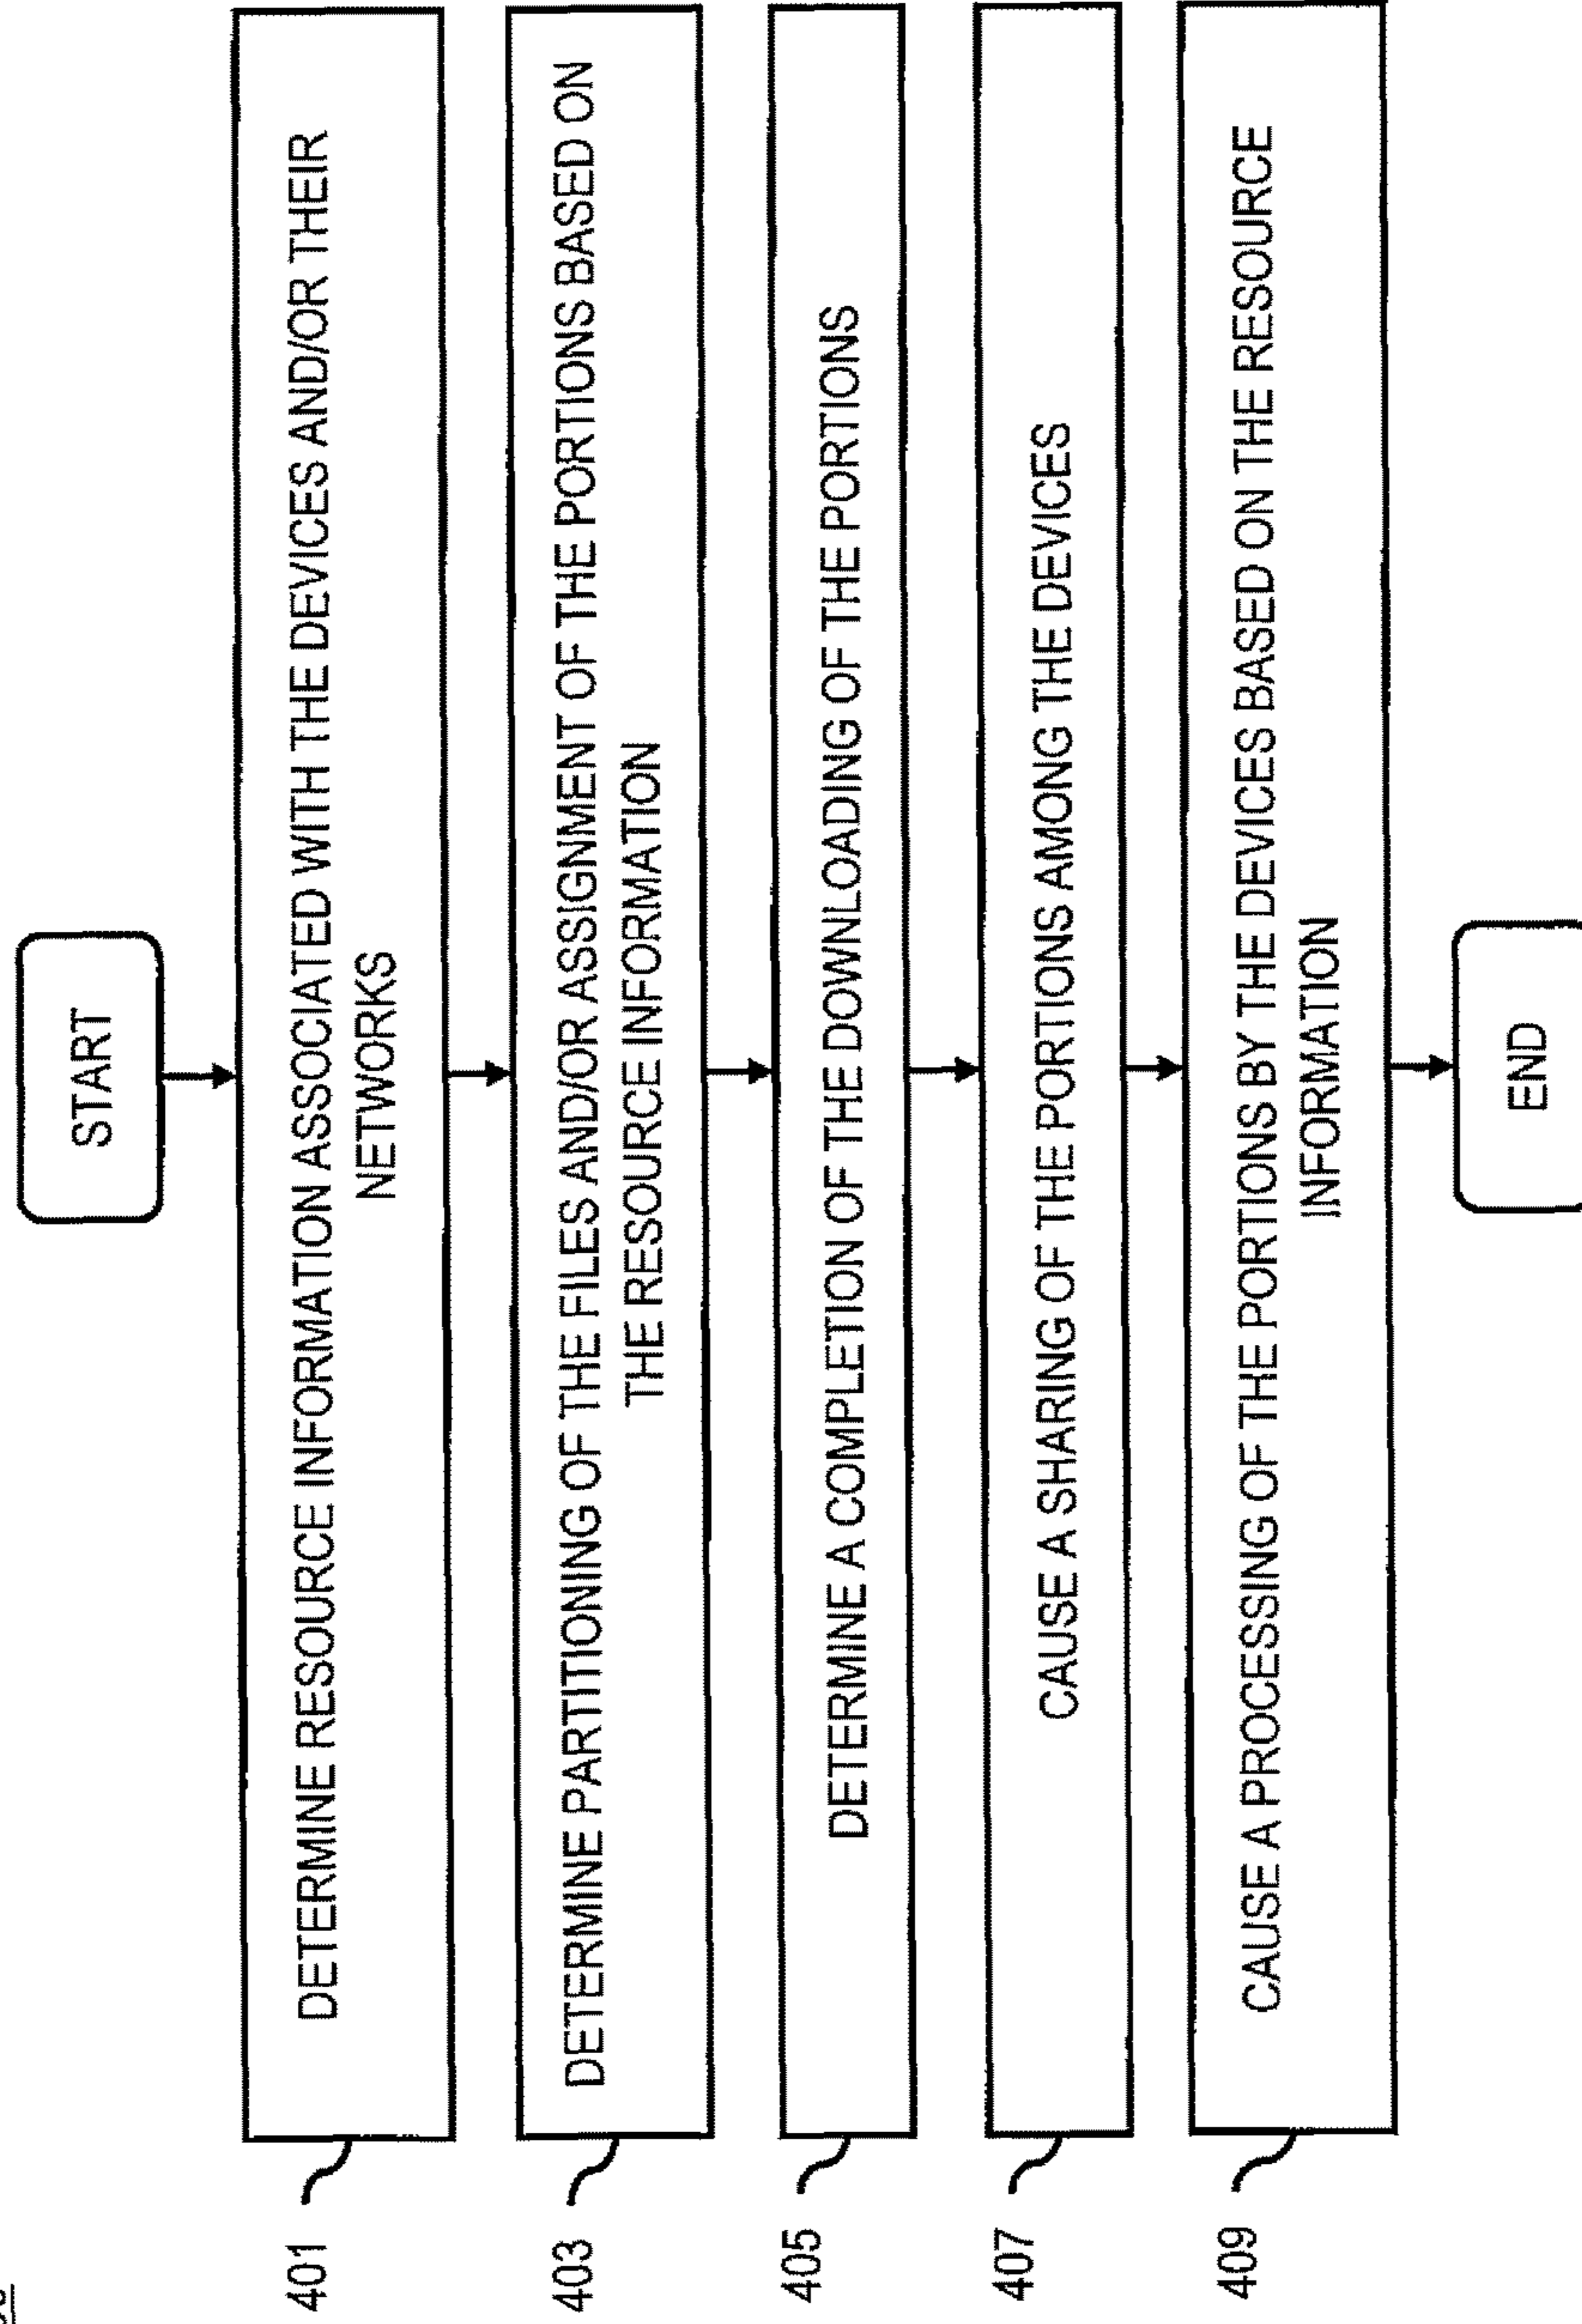 START
401
DETERMINE RESOURCE INFORMATION ASSOCIATED WITH THE DEVICES AND/OR THEIR
NETWORKS
403
DETERMINE PARTITIONING OF THE FILES AND/OR ASSIGNMENT OF THE PORTIONS BASED ON
THE RESOURCE INFORMATION
405
DETERMINE A COMPLETION OF THE DOWNLOADING OF THE PORTIONS
407
CAUSE A SHARING OF THE PORTIONS AMONG THE DEVICES
409
CAUSE A PROCESSING OF THE PORTIONS BY THE DEVICES BASED ON THE RESOURCE
INFORMATION
END